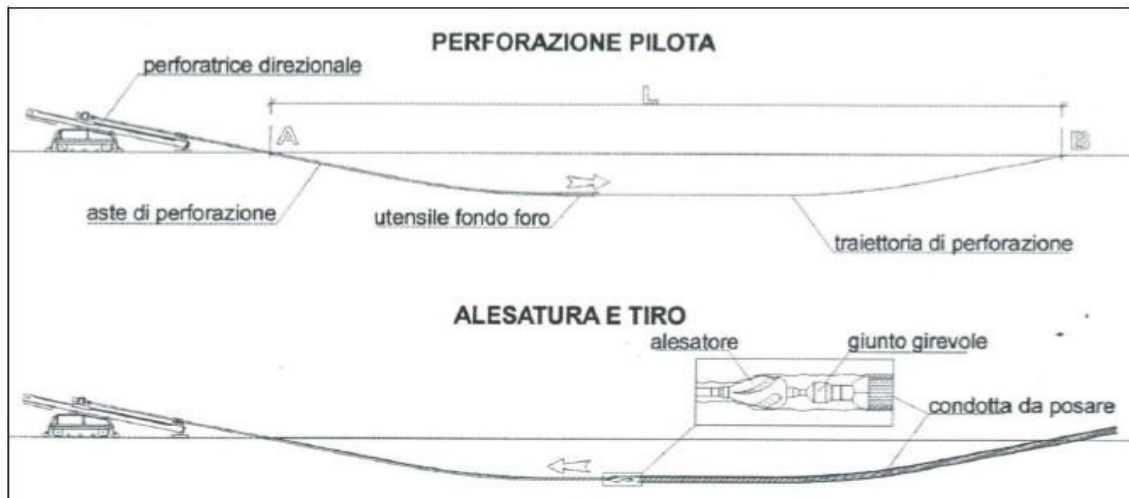 PERFORAZIONE PILOTA
perforatrice direzionale
L
A
B
aste di perforazione
utensile fondo foro
traiettoria di perforazione
ALESATURA E TIRO
alesatore
giunto girevole
condotta da posare